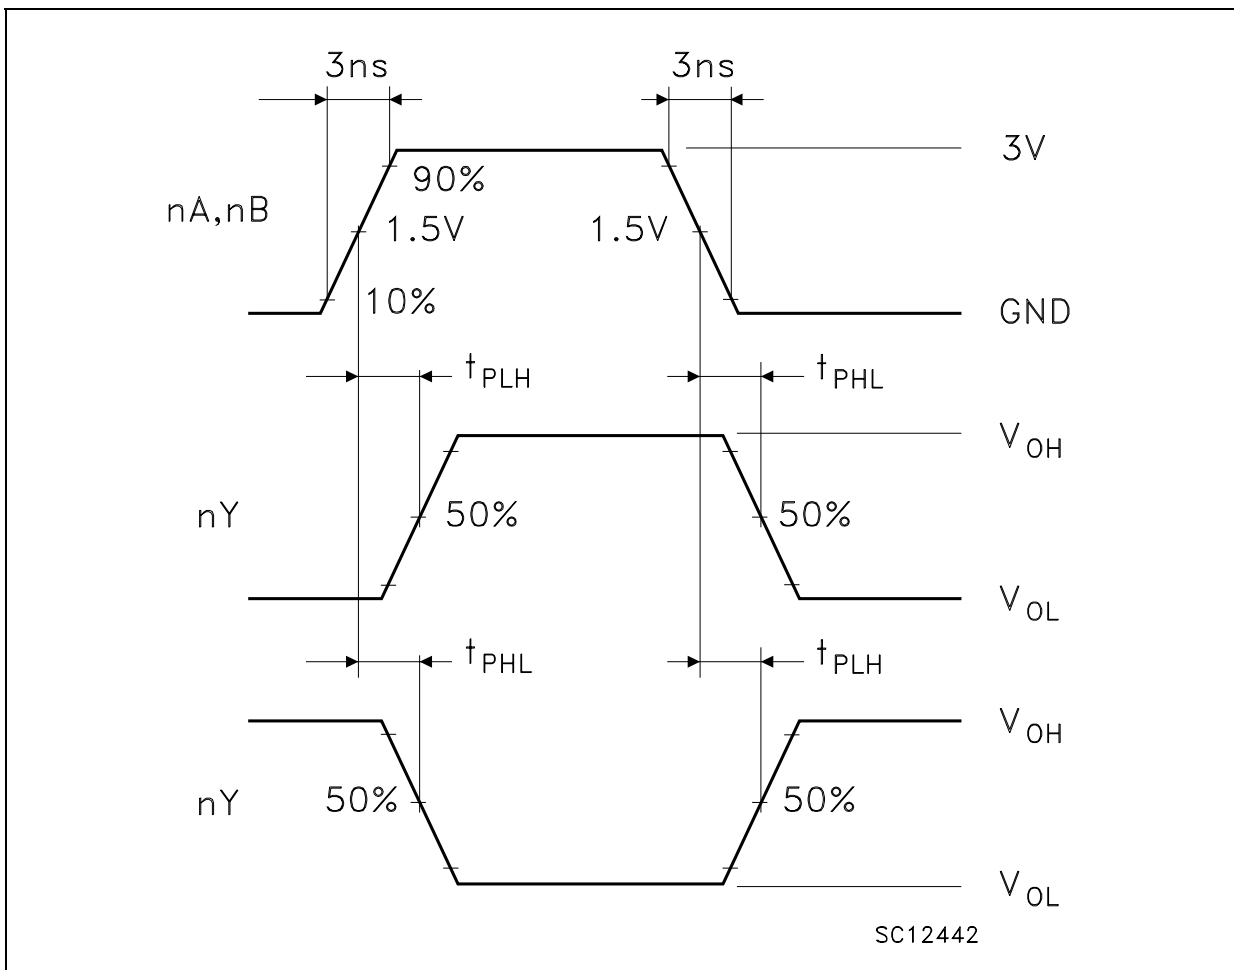 3ns
3ns
3V
90%
nA,nB
1.5V
1.5V
10%
GND
tPLH
tPHL
VOH
nY
50%
50%
VOL
tPHL
tPLH
VOH
nY
50%
50%
VOL
SC12442